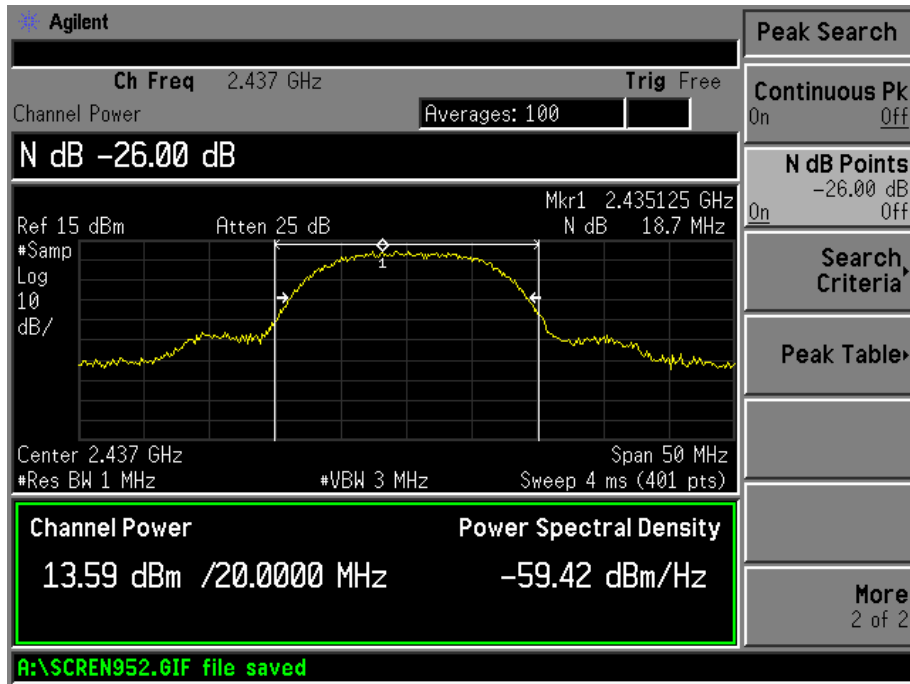 Agilent
Ch Freq 2.437 GHz Trig Free
Channel Power Averages: 100
N dB -26.00 dB
Mkr1 2.435125 GHz
Ref 15 dBm Atten 25 dB N dB 18.7 MHz
#Samp
Log
10
dB/
1
Center 2.437 GHz Span 50 MHz
#Res BW 1 MHz #VBW 3 MHz Sweep 4 ms (401 pts)
Channel Power Power Spectral Density
13.59 dBm /20.0000 MHz -59.42 dBm/Hz
A:\SCREN952.GIF file saved
Peak Search
Continuous Pk
On Off
N dB Points
-26.00 dB
On Off
Search
Criteria
Peak Table
More
2 of 2